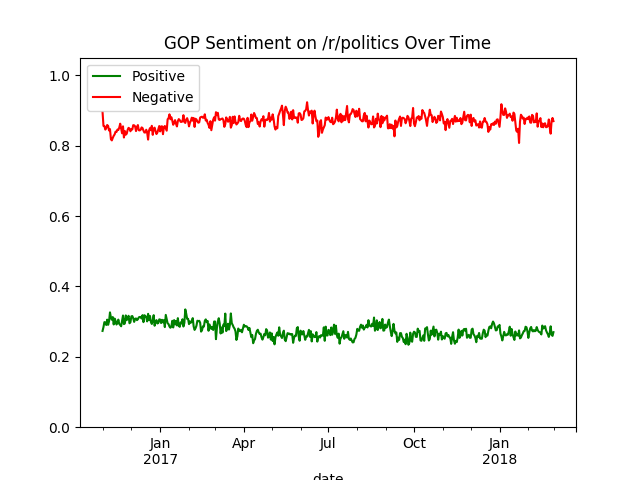 GOP Sentiment on /r/politics Over Time
Positive
Negative
1.0
0.8
0.6
0.4
0.2
0.0
Jan Apr Jul Oct Jan
2017 2018
date